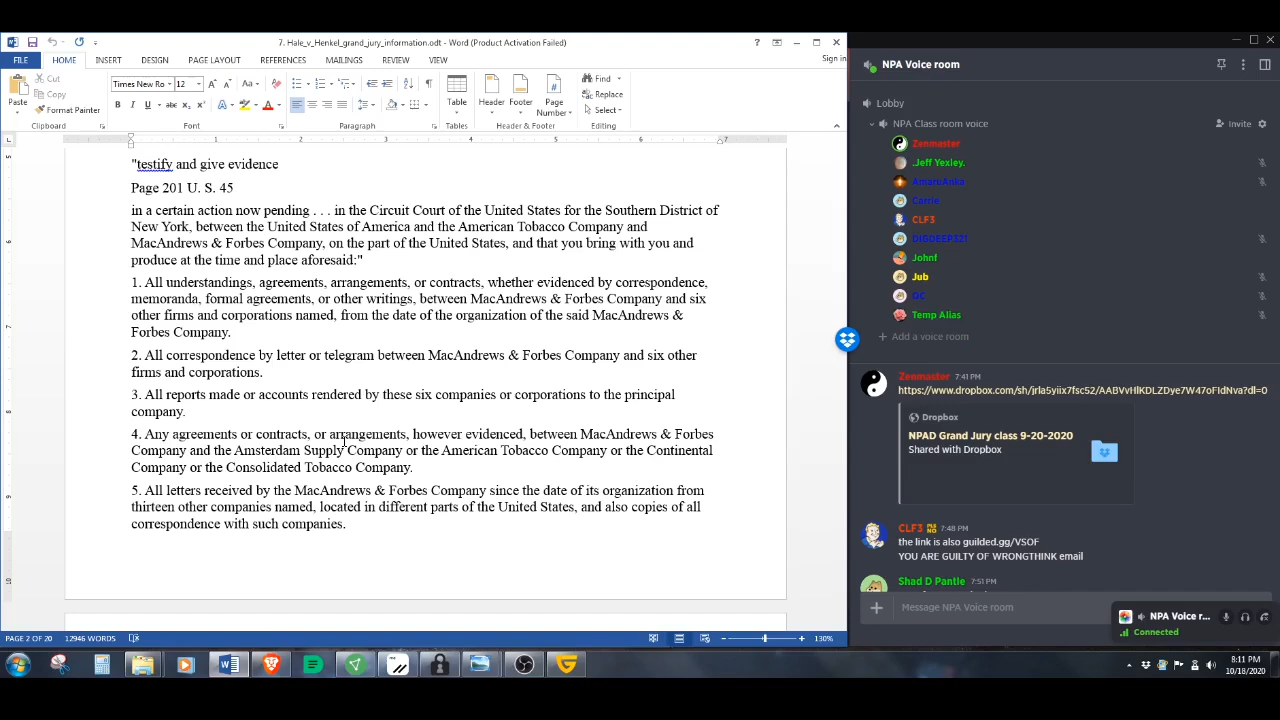 7. Hale_v_Henkel_grand_jury_information.odt - Word (Product Activation Failed)
Sign in
FILE HOME INSERT DESIGN PAGE LAYOUT REFERENCES MAILINGS REVIEW VIEW
Cut
Copy
Format Painter
Paste
Clipboard
Times New Ro 12
Font
Paragraph
Table
Tables
Header Footer Page Number
Header & Footer
Find
Replace
Select
Editing
"testify and give evidence
Page 201 U. S. 45
in a certain action now pending . . . in the Circuit Court of the United States for the Southern District of
New York, between the United States of America and the American Tobacco Company and
MacAndrews & Forbes Company, on the part of the United States, and that you bring with you and
produce at the time and place aforesaid:"
1. All understandings, agreements, arrangements, or contracts, whether evidenced by correspondence,
memoranda, formal agreements, or other writings, between MacAndrews & Forbes Company and six
other firms and corporations named, from the date of the organization of the said MacAndrews &
Forbes Company.
2. All correspondence by letter or telegram between MacAndrews & Forbes Company and six other
firms and corporations.
3. All reports made or accounts rendered by these six companies or corporations to the principal
company.
4. Any agreements or contracts, or arrangements, however evidenced, between MacAndrews & Forbes
Company and the Amsterdam Supply Company or the American Tobacco Company or the Continental
Company or the Consolidated Tobacco Company.
5. All letters received by the MacAndrews & Forbes Company since the date of its organization from
thirteen other companies named, located in different parts of the United States, and also copies of all
correspondence with such companies.
PAGE 2 OF 20 12946 WORDS
130%
NPA Voice room
Lobby
NPA Class room voice
Invite
Zenmaster
.Jeff Yexley.
AmaruAnka
Carrie
CLF3
DIGDEEP321
Johnf
Jub
QC
Temp Alias
Add a voice room
Zenmaster 7:41 PM
https://www.dropbox.com/sh/jrla5yiix7fsc52/AABVvHlKDLZDye7W47oFIdNva?dl=0
Dropbox
NPAD Grand Jury class 9-20-2020
Shared with Dropbox
CLF3 7:48 PM
the link is also guilded.gg/VSOF
YOU ARE GUILTY OF WRONGTHINK email
Shad D Pantle 7:51 PM
Message NPA Voice room
NPA Voice r...
Connected
8:11 PM
10/18/2020